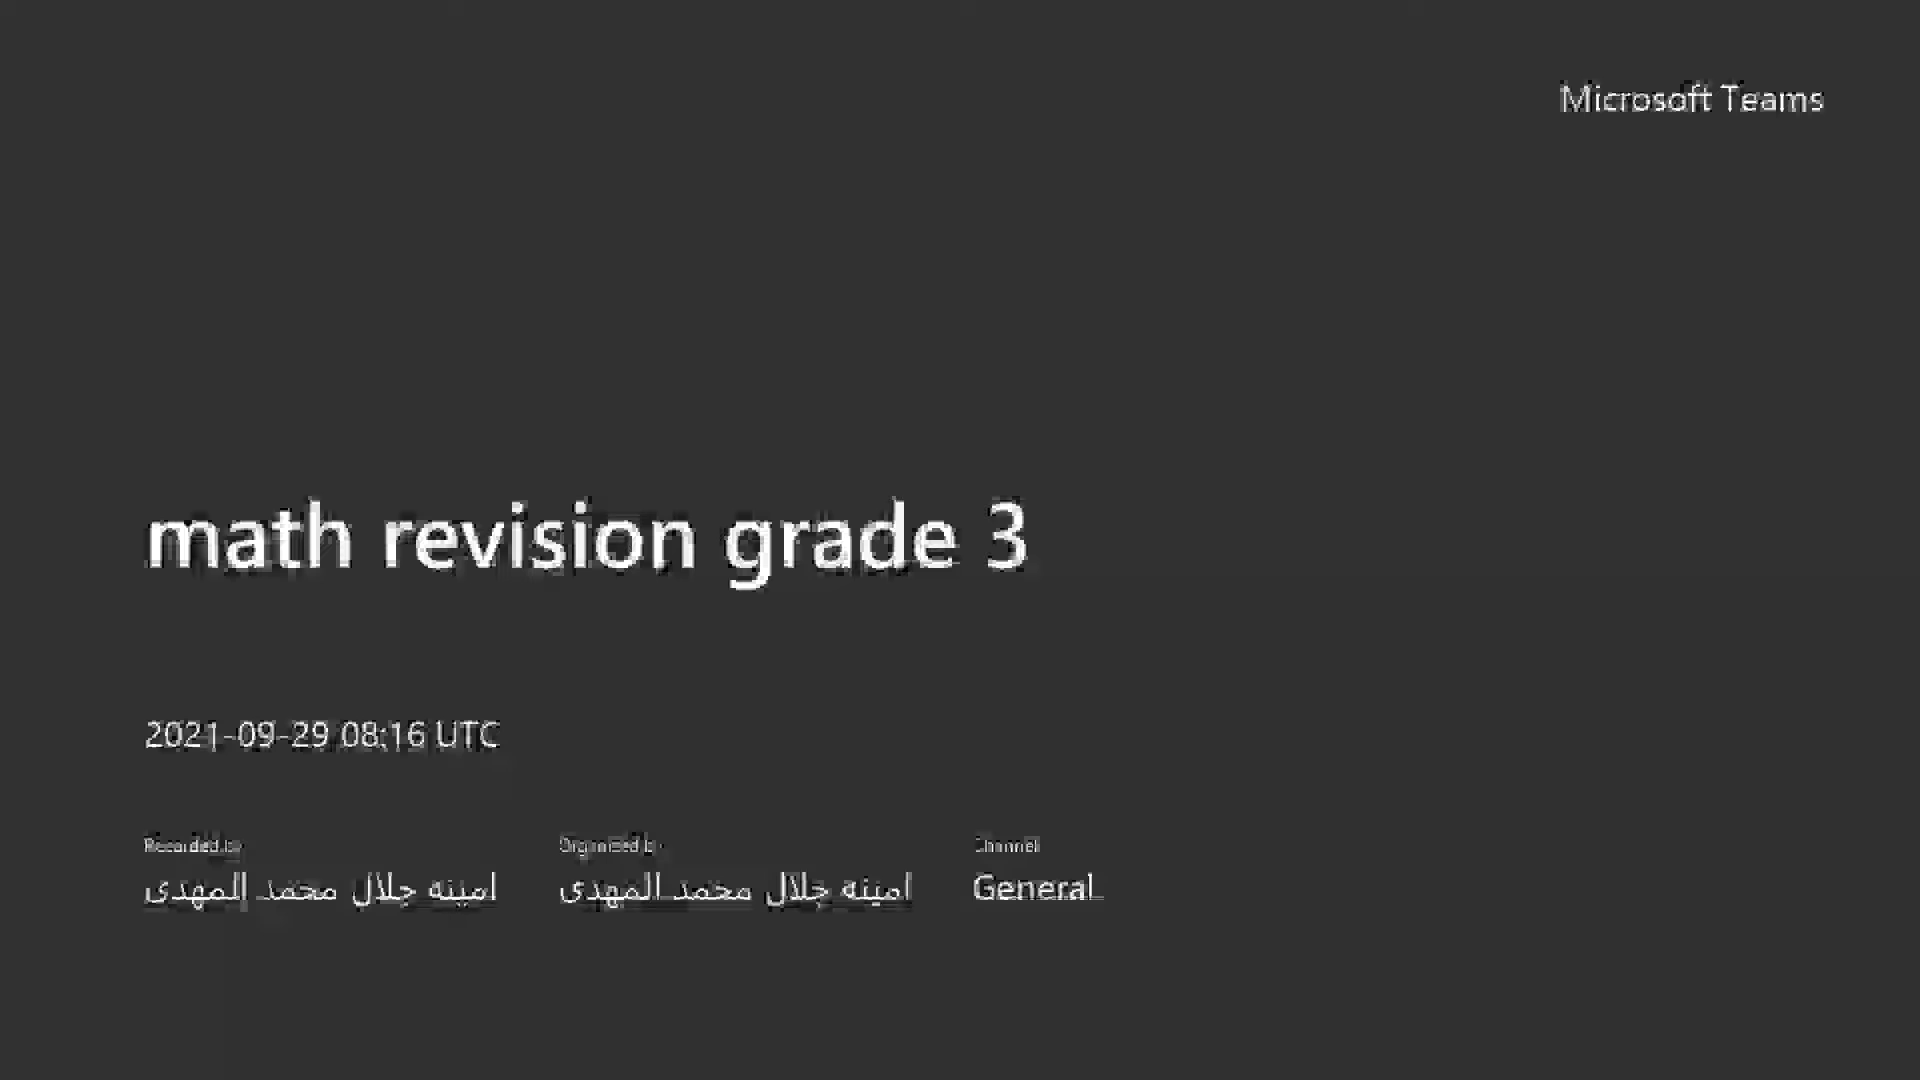 Microsoft Teams
math revision grade 3
2021-09-29 08:16 UTC
Recorded by Organized by Channel
امينه جلال محمد المهدى امينه جلال محمد المهدى General